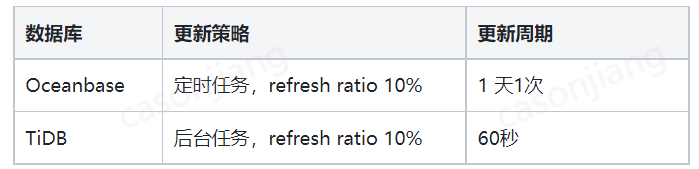 数据库 更新策略 更新周期
Oceanbase 定时任务，refresh ratio 10% 1 天1次
TiDB 后台任务，refresh ratio 10% 60秒
casonjiang
casonjiang